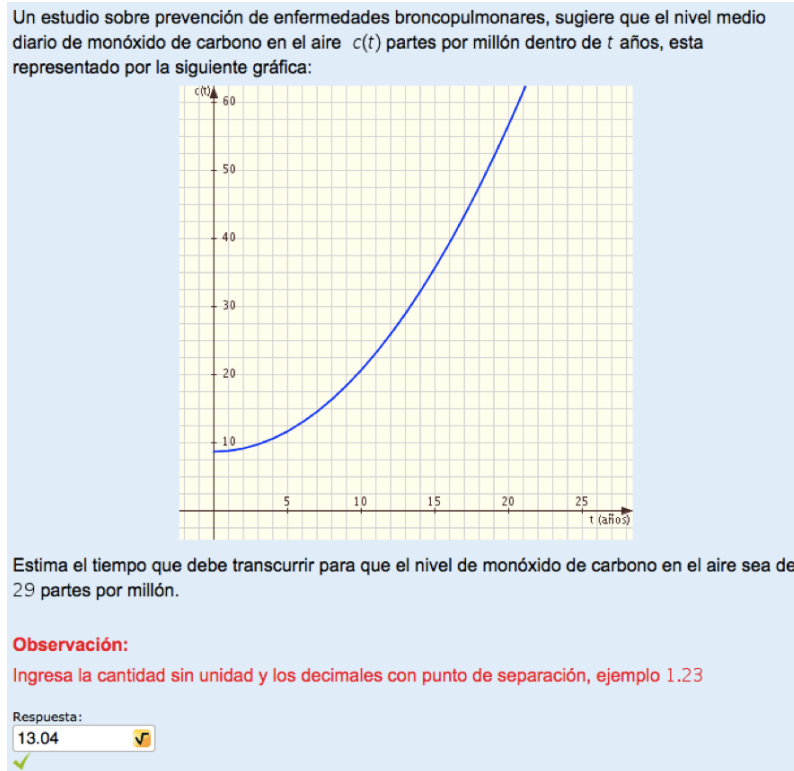 Un estudio sobre prevención de enfermedades broncopulmonares, sugiere que el nivel medio
diario de monóxido de carbono en el aire c(t) partes por millón dentro de t años, esta
representado por la siguiente gráfica:
c(t)
60
50
40
30
20
10
5 10 15 20 25
t (años)
Estima el tiempo que debe transcurrir para que el nivel de monóxido de carbono en el aire sea de
29 partes por millón.
Observación:
Ingresa la cantidad sin unidad y los decimales con punto de separación, ejemplo 1.23
Respuesta:
13.04